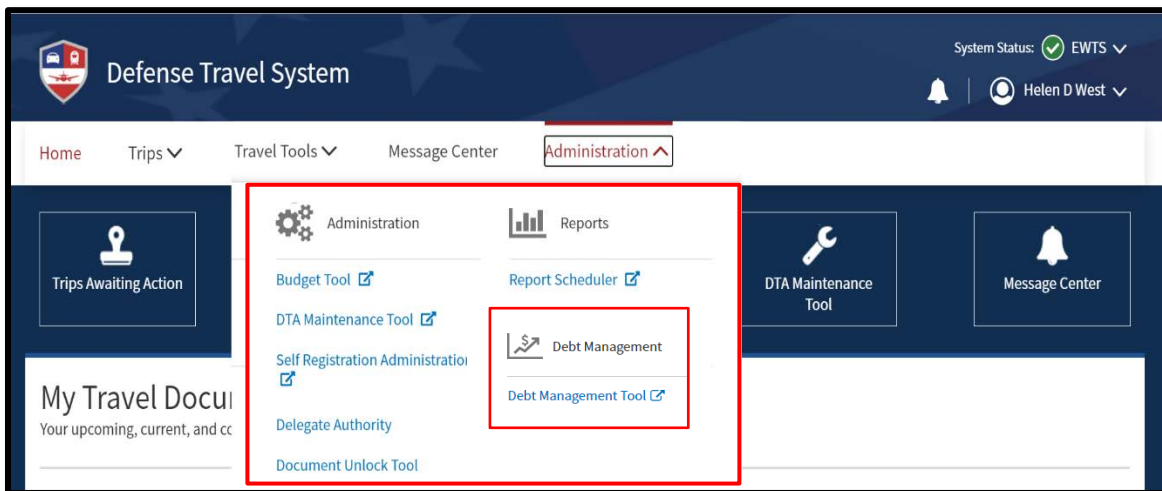 System Status: EWTS
Defense Travel System
Helen D West
Home Trips Travel Tools Message Center Administration
Administration
Reports
Trips Awaiting Action
Budget Tool
Report Scheduler
DTA Maintenance
Tool
Message Center
DTA Maintenance Tool
Debt Management
Self Registration Administration
My Travel Docu
Debt Management Tool
Your upcoming, current, and co
Delegate Authority
Document Unlock Tool